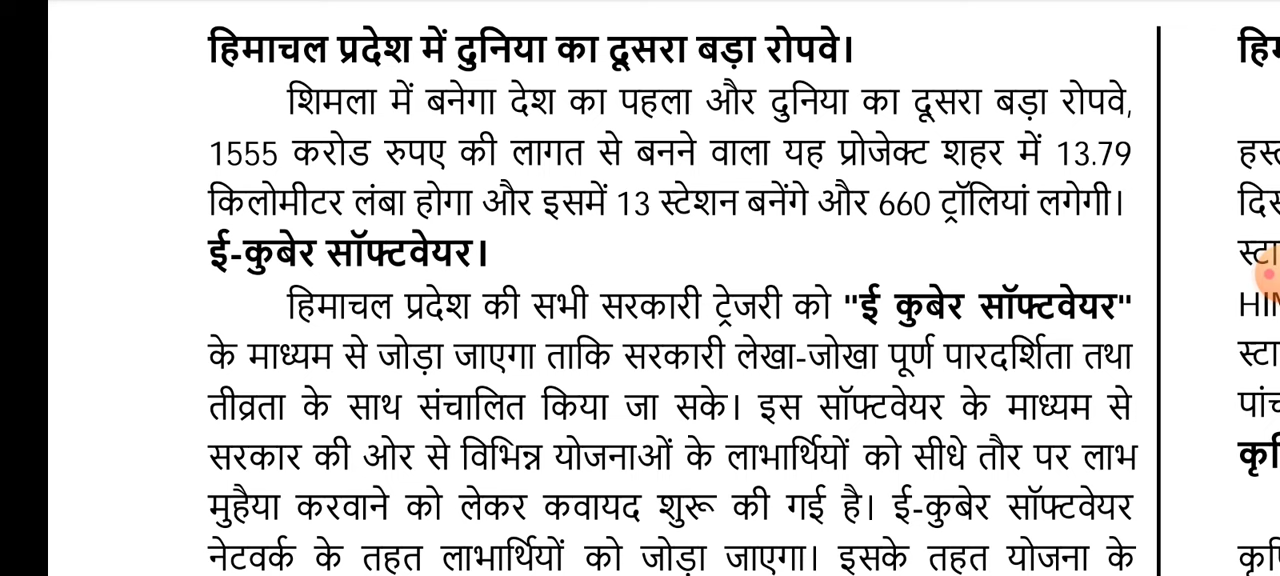 हिमाचल प्रदेश में दुनिया का दूसरा बड़ा रोपवे।
शिमला में बनेगा देश का पहला और दुनिया का दूसरा बड़ा रोपवे,
1555 करोड रुपए की लागत से बनने वाला यह प्रोजेक्ट शहर में 13.79
किलोमीटर लंबा होगा और इसमें 13 स्टेशन बनेंगे और 660 ट्रॉलियां लगेगी।
ई-कुबेर सॉफ्टवेयर।
हिमाचल प्रदेश की सभी सरकारी ट्रेजरी को "ई कुबेर सॉफ्टवेयर"
के माध्यम से जोड़ा जाएगा ताकि सरकारी लेखा-जोखा पूर्ण पारदर्शिता तथा
तीव्रता के साथ संचालित किया जा सके। इस सॉफ्टवेयर के माध्यम से
सरकार की ओर से विभिन्न योजनाओं के लाभार्थियों को सीधे तौर पर लाभ
मुहैया करवाने को लेकर कवायद शुरू की गई है। ई-कुबेर सॉफ्टवेयर
नेटवर्क के तहत लाभार्थियों को जोड़ा जाएगा। इसके तहत योजना के